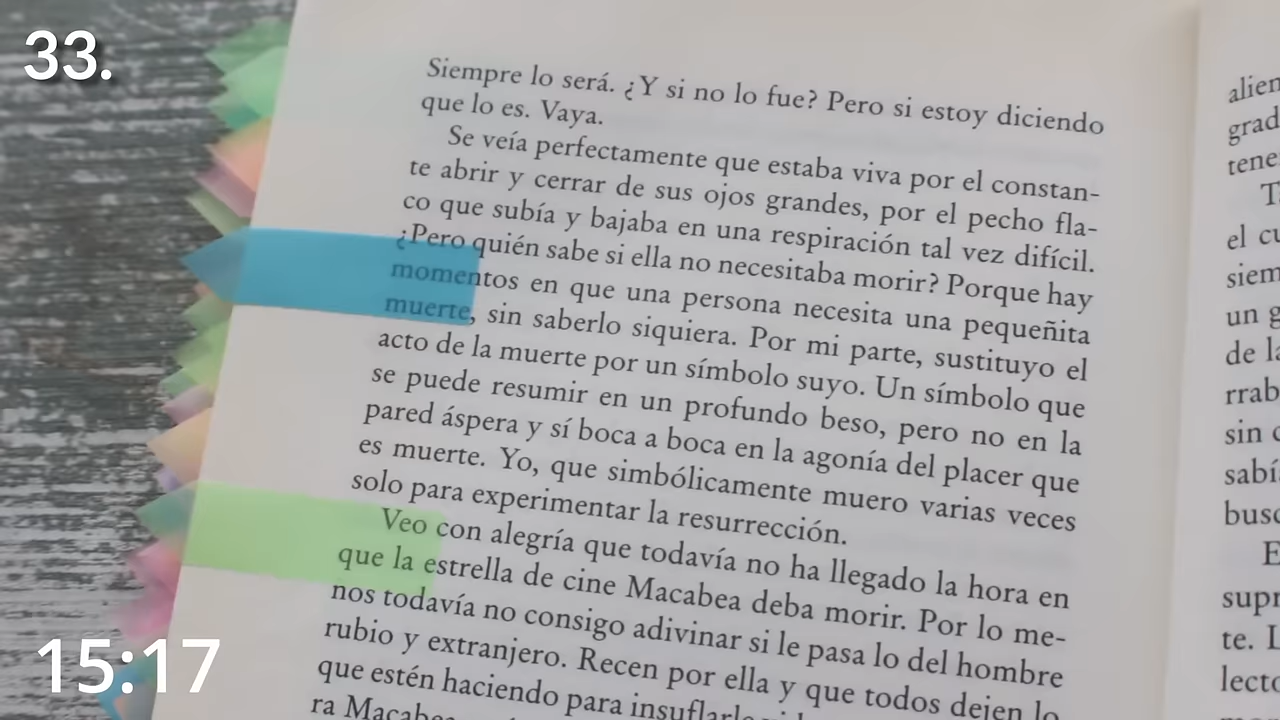 33.
Siempre lo será. ¿Y si no lo fue? Pero si estoy diciendo
que lo es. Vaya.
Se veía perfectamente que estaba viva por el constan-
te abrir y cerrar de sus ojos grandes, por el pecho fla-
co que subía y bajaba en una respiración tal vez difícil.
¿Pero quién sabe si ella no necesitaba morir? Porque hay
momentos en que una persona necesita una pequeñita
muerte, sin saberlo siquiera. Por mi parte, sustituyo el
acto de la muerte por un símbolo suyo. Un símbolo que
se puede resumir en un profundo beso, pero no en la
pared áspera y sí boca a boca en la agonía del placer que
es muerte. Yo, que simbólicamente muero varias veces
solo para experimentar la resurrección.
Veo con alegría que todavía no ha llegado la hora en
que la estrella de cine Macabea deba morir. Por lo me-
nos todavía no consigo adivinar si le pasa lo del hombre
rubio y extranjero. Recen por ella y que todos dejen lo
que estén haciendo para
ra Macabea
15:17
el
siem
un
de la
sin
supr
te.